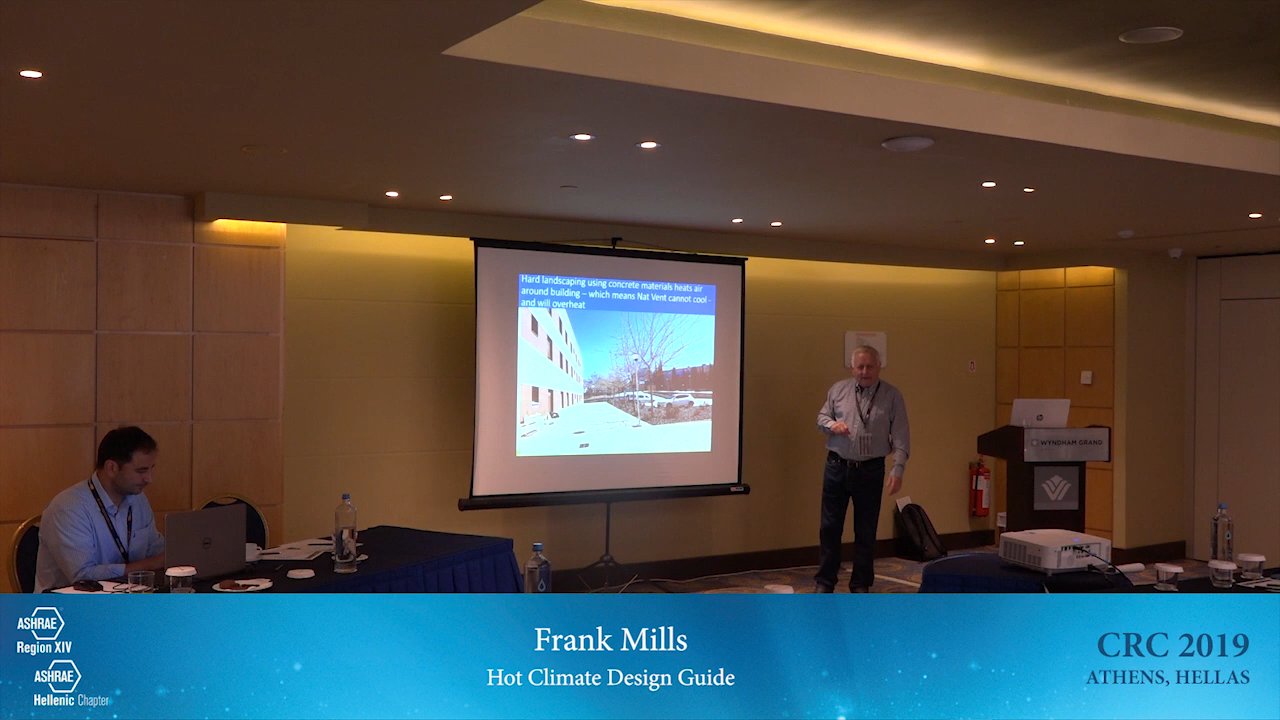 Hard landscaping using concrete materials heats air
around building – which means Nat Vent cannot cool -
and will overheat
WYNDHAM GRAND
ASHRAE
Region XIV
ASHRAE
Hellenic Chapter
Frank Mills
Hot Climate Design Guide
CRC 2019
ATHENS, HELLAS